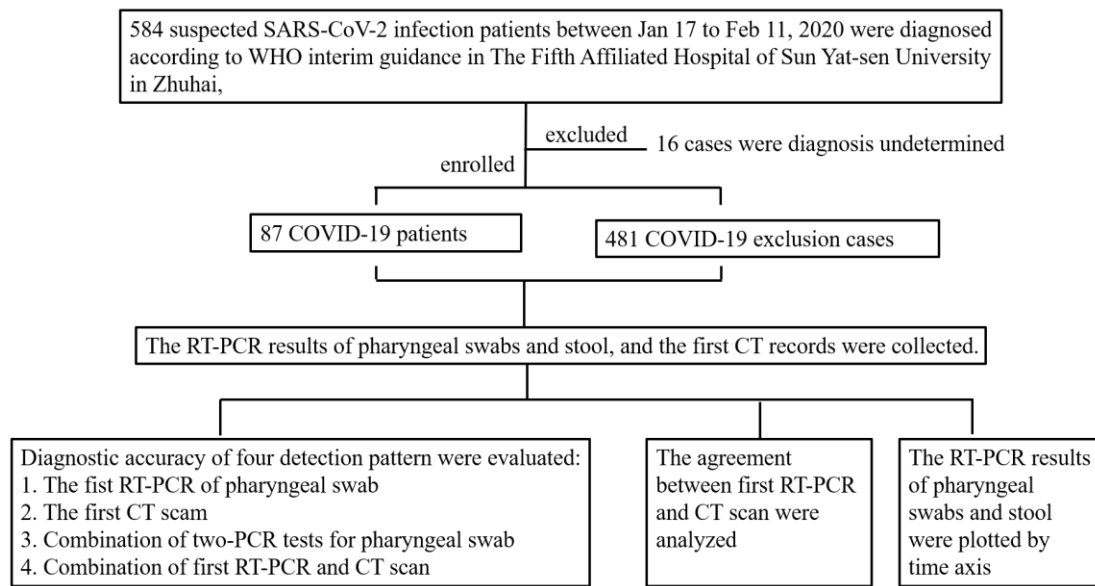 584 suspected SARS-CoV-2 infection patients between Jan 17 to Feb 11, 2020 were diagnosed
according to WHO interim guidance in The Fifth Affiliated Hospital of Sun Yat-sen University
in Zhuhai,
excluded
16 cases were diagnosis undetermined
enrolled
87 COVID-19 patients
481 COVID-19 exclusion cases
The RT-PCR results of pharyngeal swabs and stool, and the first CT records were collected.
Diagnostic accuracy of four detection pattern were evaluated:
1. The fist RT-PCR of pharyngeal swab
2. The first CT scam
3. Combination of two-PCR tests for pharyngeal swab
4. Combination of first RT-PCR and CT scan
The agreement
between first RT-PCR
and CT scan were
analyzed
The RT-PCR results
of pharyngeal
swabs and stool
were plotted by
time axis